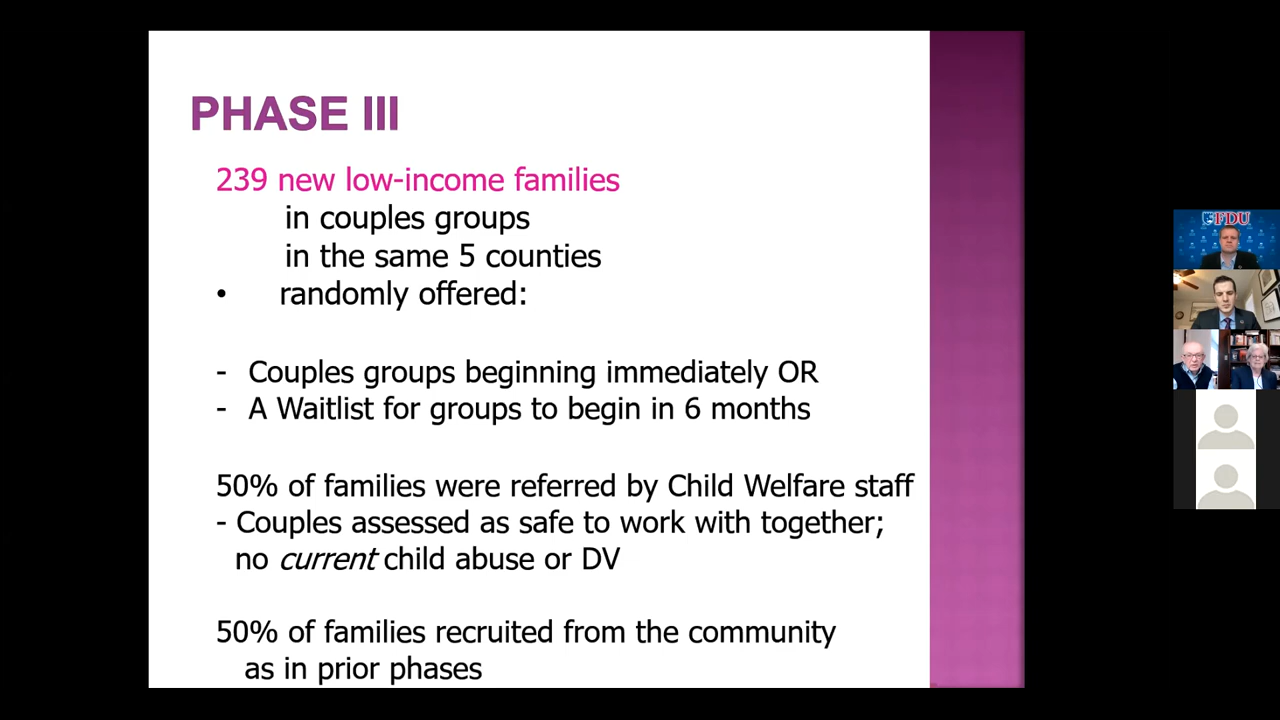 PHASE III
239 new low-income families
in couples groups
in the same 5 counties
• randomly offered:
- Couples groups beginning immediately OR
- A Waitlist for groups to begin in 6 months
50% of families were referred by Child Welfare staff
- Couples assessed as safe to work with together;
no current child abuse or DV
50% of families recruited from the community
as in prior phases
FDU